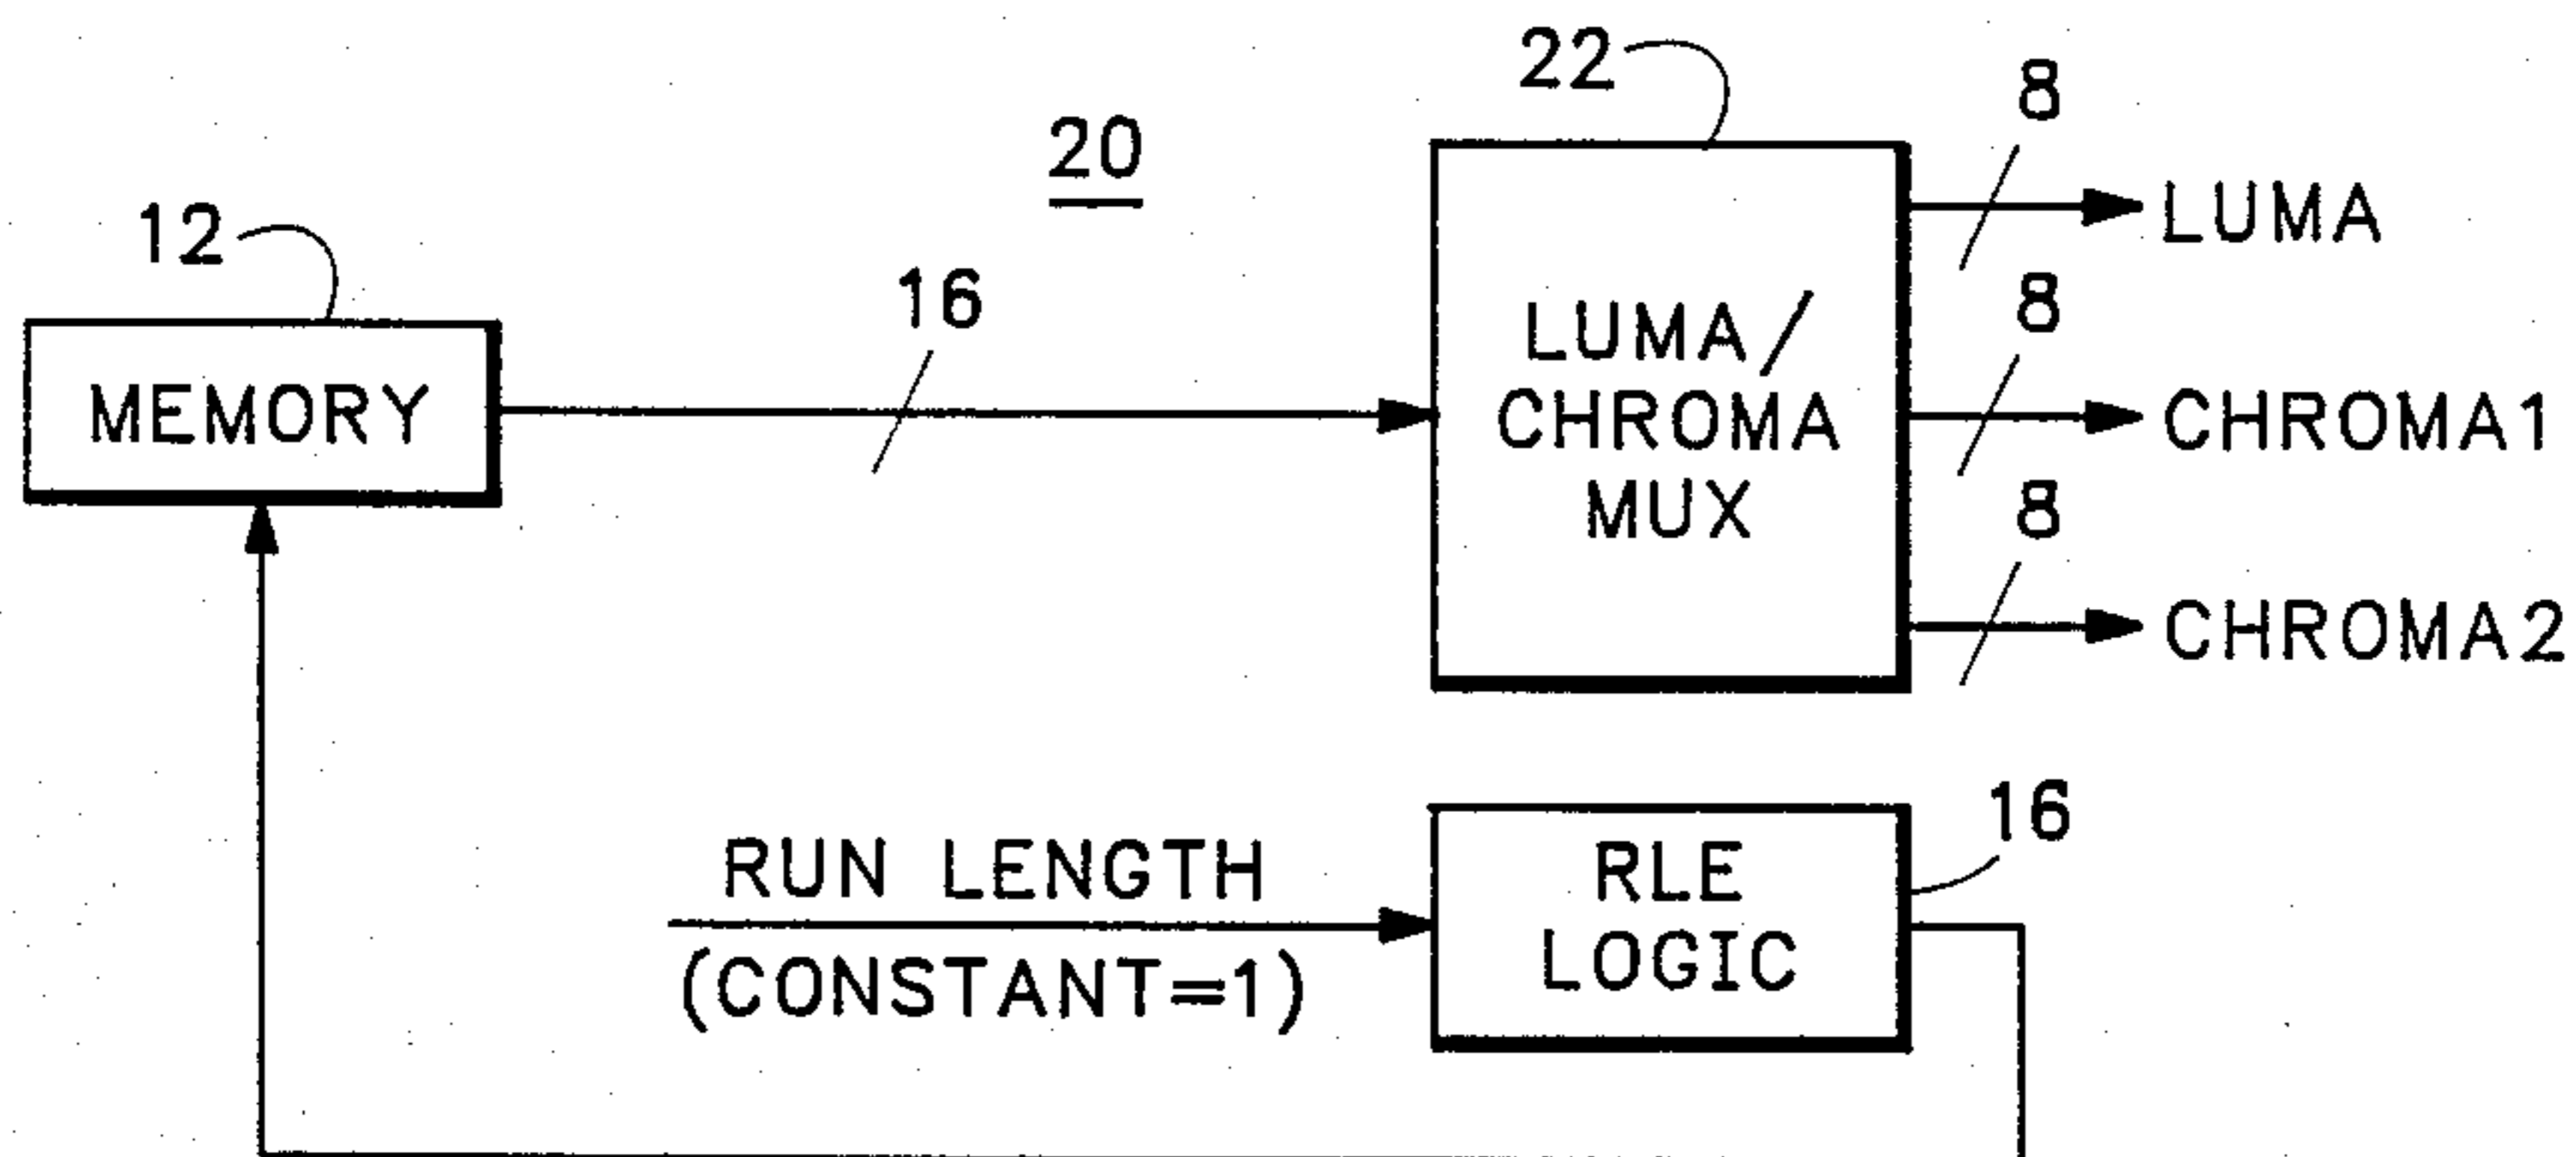 22
8
20
LUMA
12
16
8
LUMA/
CHROMA
MUX
MEMORY
CHROMA1
8
CHROMA2
16
RUN LENGTH
(CONSTANT=1)
RLE
LOGIC